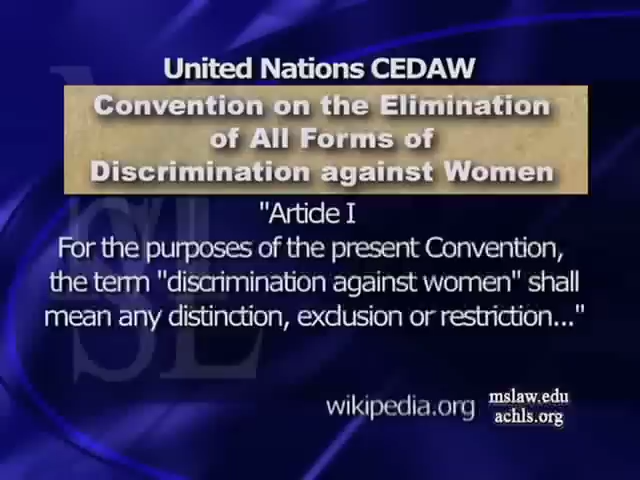 United Nations CEDAW
Convention on the Elimination
of All Forms of
Discrimination against Women
"Article I
For the purposes of the present Convention,
the term "discrimination against women" shall
mean any distinction, exclusion or restriction..."
wikipedia.org
mslaw.edu
achls.org